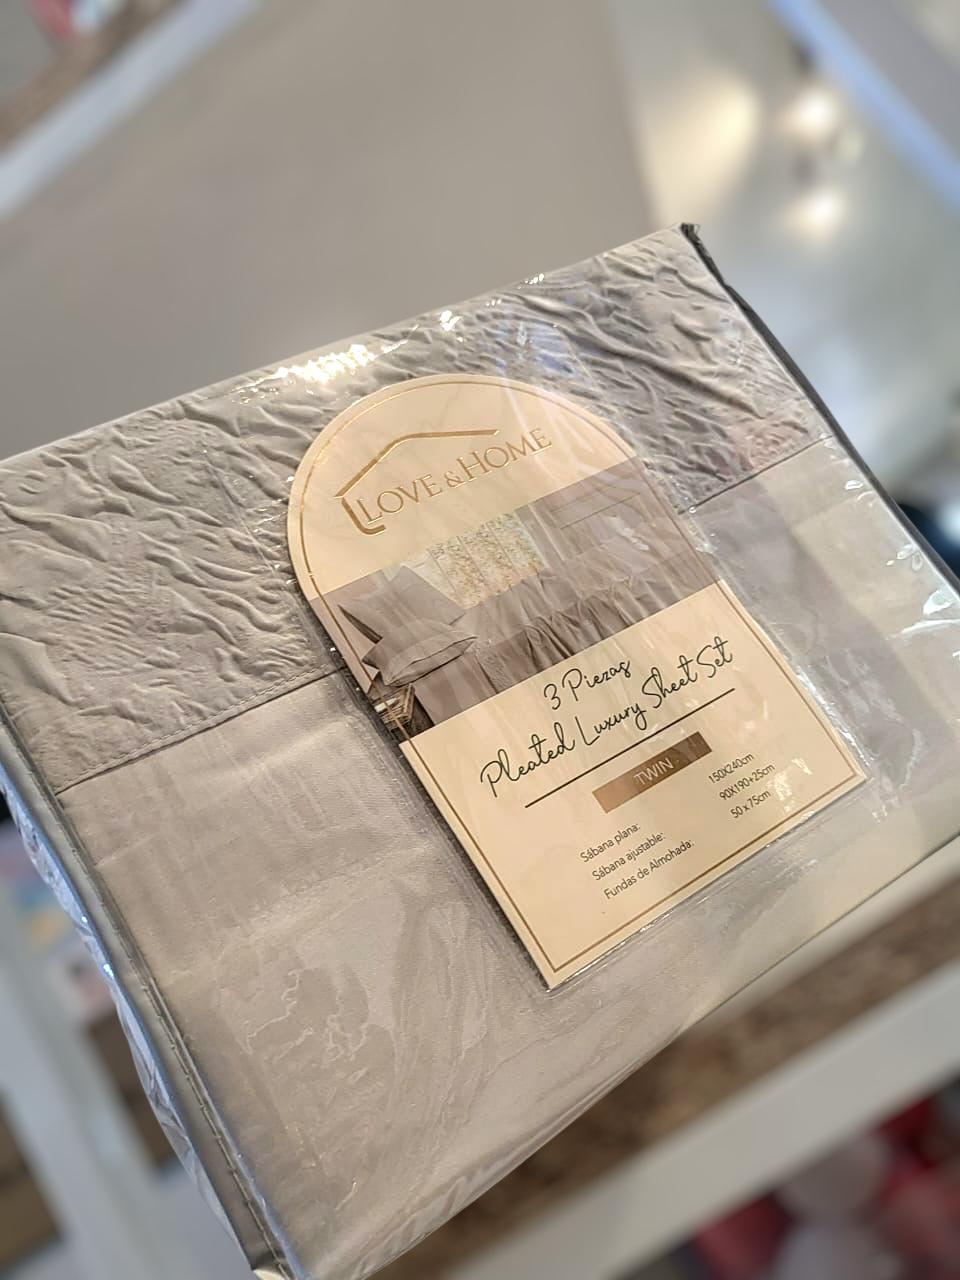 LOVE & HOME
3 Piezas
Pleated Luxury Sheet Set
TWIN
Sábana plana: 150X240cm
Sábana ajustable: 90X190+25cm
Fundas de Almohada: 50 x 75cm